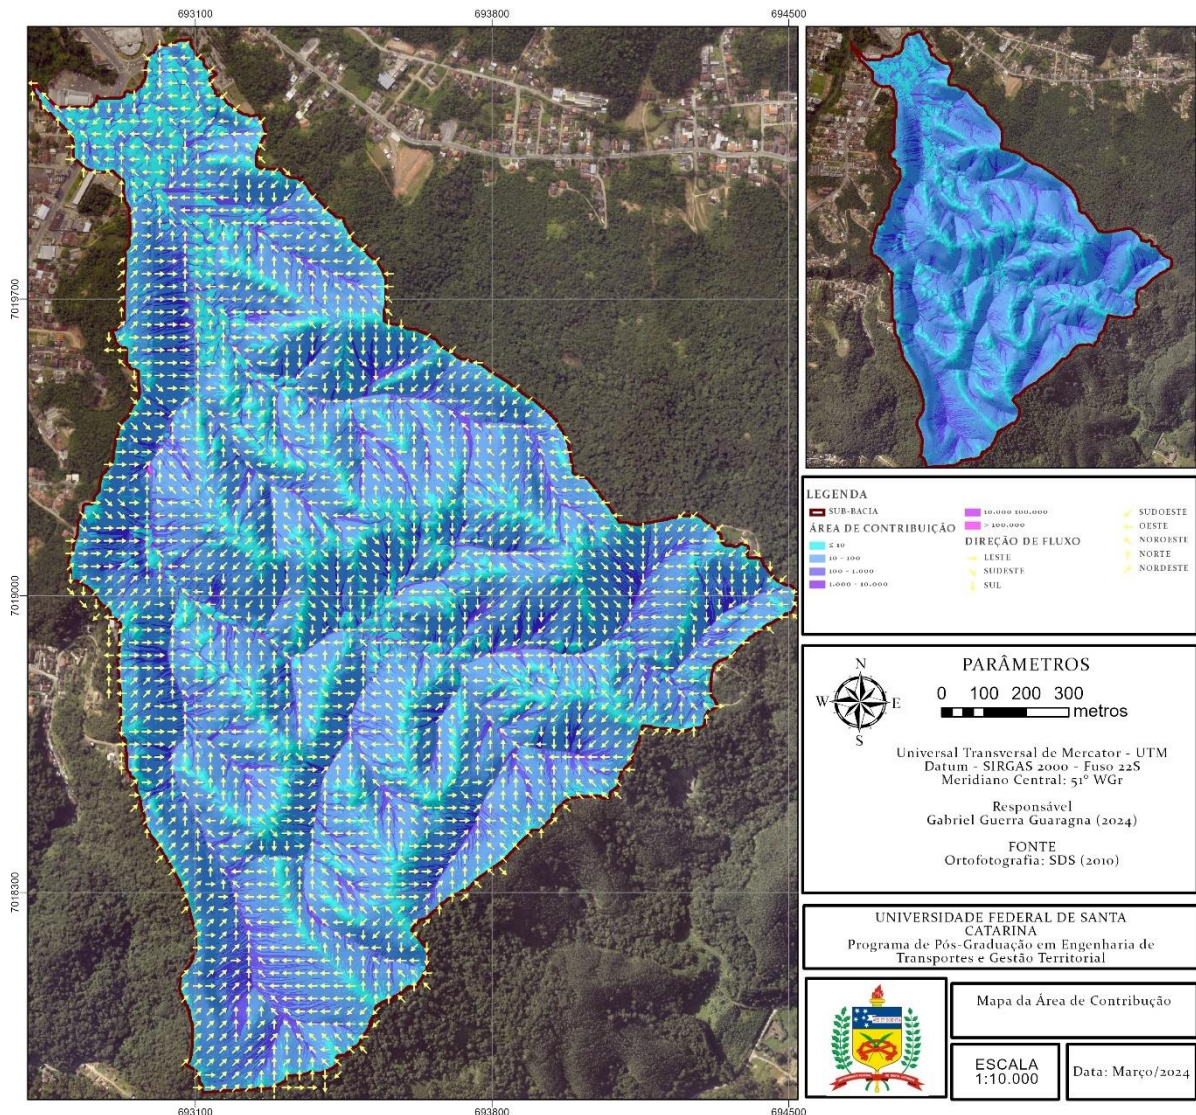 693100
693800
694500
7019700
7019000
7018300
693100
693800
694500
LEGENDA
SUB-BACIA
ÁREA DE CONTRIBUIÇÃO
≤ 10
10 - 100
100 - 1.000
1.000 - 10.000
10.000 100.000
> 100.000
DIREÇÃO DE FLUXO
LESTE
SUDESTE
SUL
SUDOESTE
OESTE
NOROESTE
NORTE
NORDESTE
N
W
E
S
PARÂMETROS
0 100 200 300
metros
Universal Transversal de Mercator - UTM
Datum - SIRGAS 2000 - Fuso 22S
Meridiano Central: 51º WGr
Responsável
Gabriel Guerra Guaragna (2024)
FONTE
Ortofotografia: SDS (2010)
UNIVERSIDADE FEDERAL DE SANTA
CATARINA
Programa de Pós-Graduação em Engenharia de
Transportes e Gestão Territorial
Mapa da Área de Contribuição
ESCALA
1:10.000
Data: Março/2024